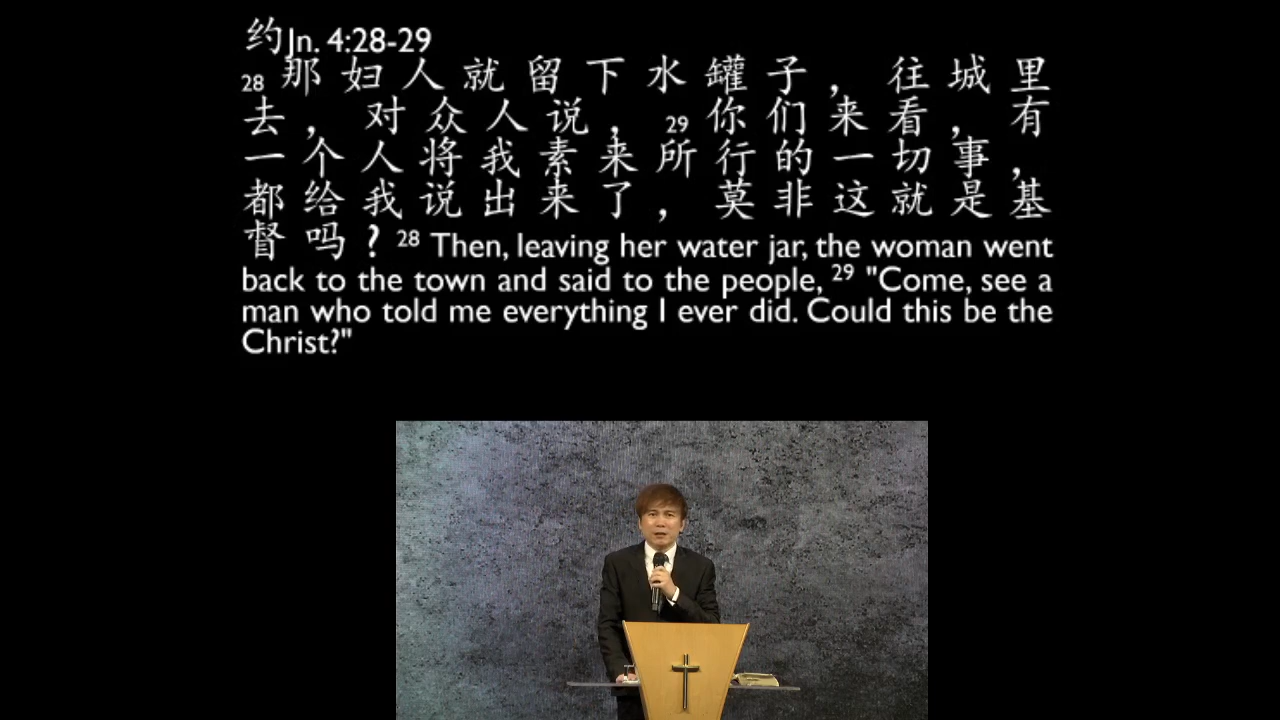 约Jn. 4:28-29
28 那妇人就留下水罐子，往城里
去，对众人说，29 你们来看，有
一个人将我素来所行的一切事，
都给我说出来了，莫非这就是基
督吗？28 Then, leaving her water jar, the woman went
back to the town and said to the people, 29 "Come, see a
man who told me everything I ever did. Could this be the
Christ?"